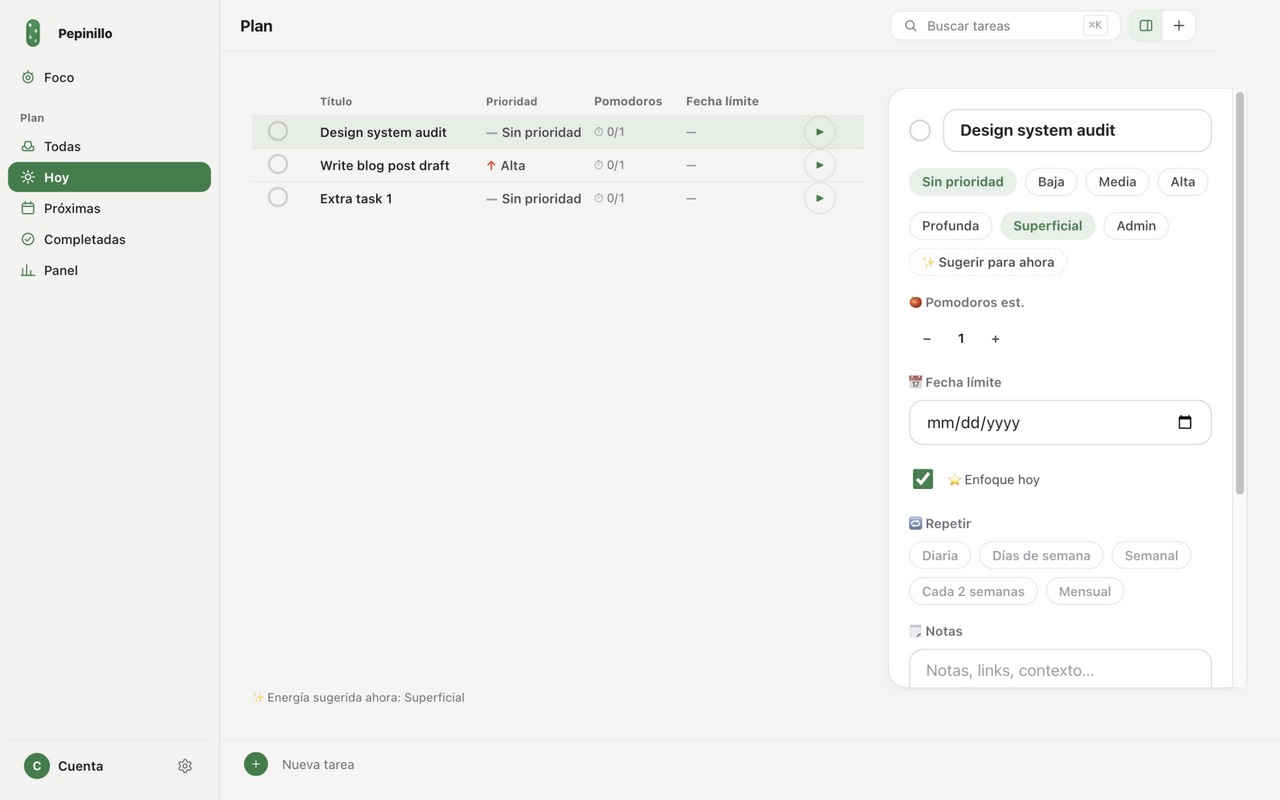 Pepinillo
Foco
Plan
Todas
Hoy
Próximas
Completadas
Panel
C Cuenta
Plan
Buscar tareas ⌘K
Título Prioridad Pomodoros Fecha límite
Design system audit — Sin prioridad 0/1 —
Write blog post draft ↑ Alta 0/1 —
Extra task 1 — Sin prioridad 0/1 —
✨ Energía sugerida ahora: Superficial
+ Nueva tarea
Design system audit
Sin prioridad Baja Media Alta
Profunda Superficial Admin
✨ Sugerir para ahora
Pomodoros est.
− 1 +
Fecha límite
mm/dd/yyyy
⭐ Enfoque hoy
Repetir
Diaria Días de semana Semanal
Cada 2 semanas Mensual
Notas
Notas, links, contexto...